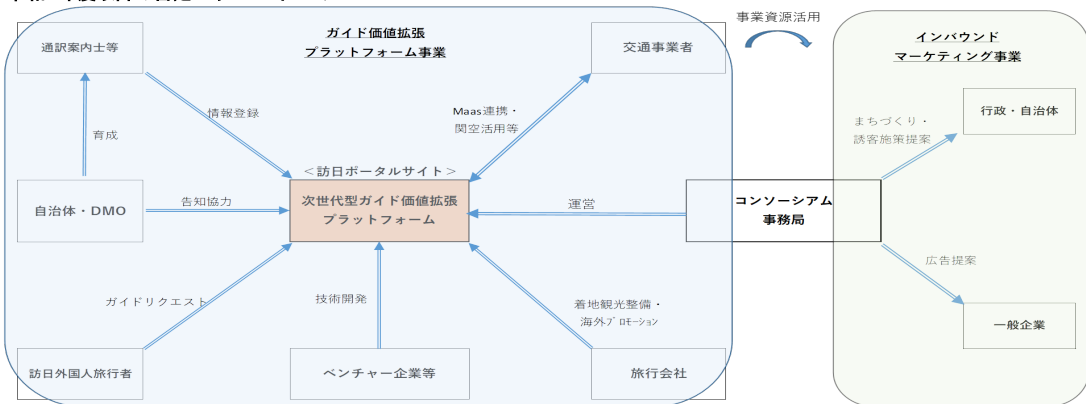 事業資源活用
ガイド価値拡張
プラットフォーム事業
インバウンド
マーケティング事業
通訳案内士等
交通事業者
情報登録
Maas連携・
関空活用等
育成
行政・自治体
まちづくり・
誘客施策提案
<訪日ポータルサイト>
自治体・DMO
告知協力
次世代型ガイド価値拡張
プラットフォーム
運営
コンソーシアム
事務局
広告提案
ガイドリクエスト
技術開発
着地観光整備・
海外プロモーション
一般企業
訪日外国人旅行者
ベンチャー企業等
旅行会社